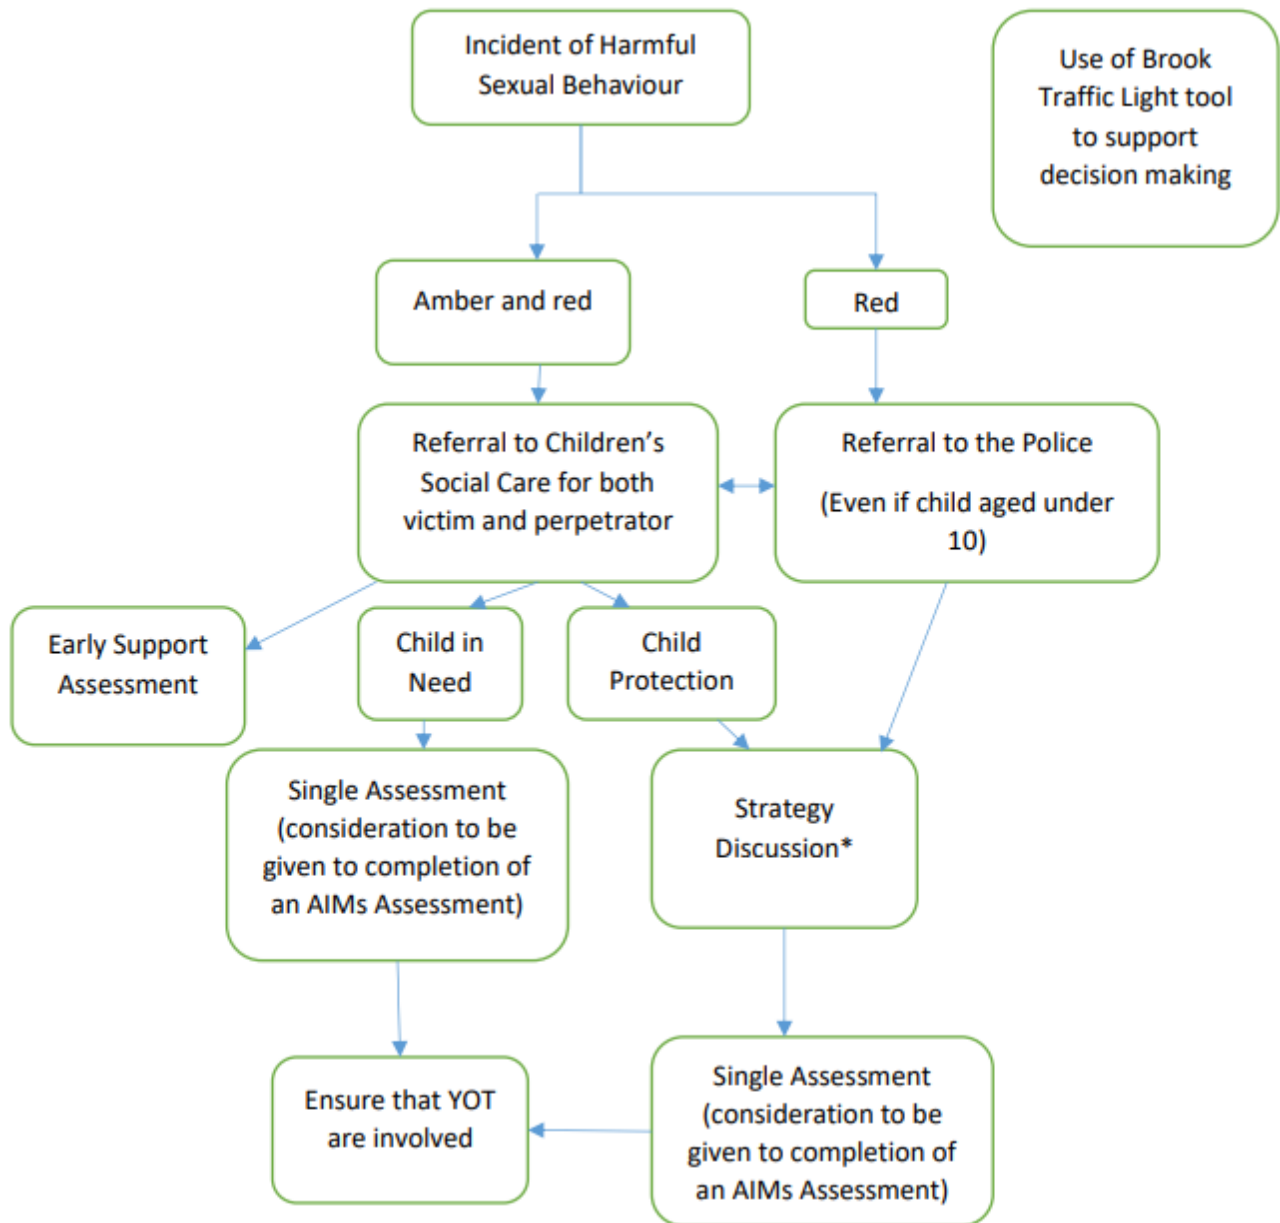 Incident of Harmful
Sexual Behaviour
Use of Brook
Traffic Light tool
to support
decision making
Amber and red
Red
Referral to Children’s
Social Care for both
victim and perpetrator
Referral to the Police
(Even if child aged under
10)
Early Support
Assessment
Child in
Need
Child
Protection
Single Assessment
(consideration to be
given to completion of
an AIMs Assessment)
Strategy
Discussion*
Ensure that YOT
are involved
Single Assessment
(consideration to be
given to completion of
an AIMs Assessment)